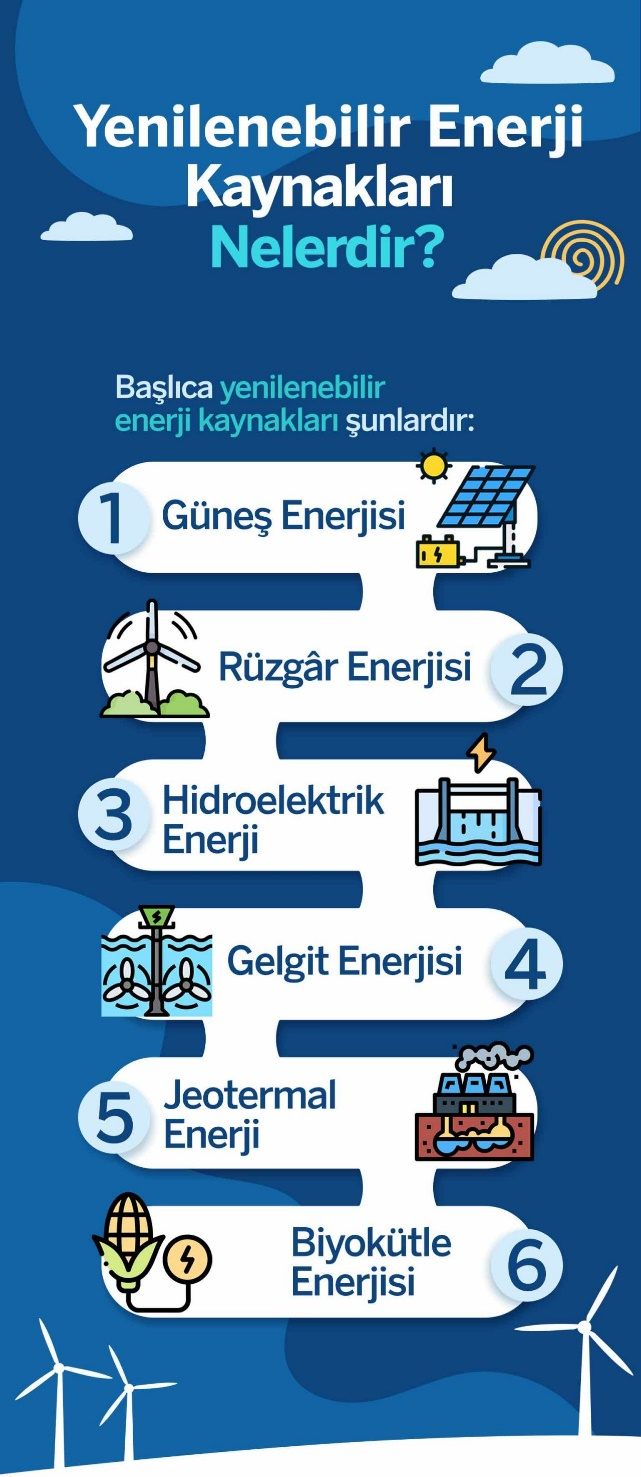 Yenilenebilir Enerji
Kaynakları
Nelerdir?
Başlıca yenilenebilir
enerji kaynakları şunlardır:
1 Güneş Enerjisi
Rüzgâr Enerjisi 2
3 Hidroelektrik
Enerji
Gelgit Enerjisi 4
5 Jeotermal
Enerji
Biyokütle
Enerjisi 6